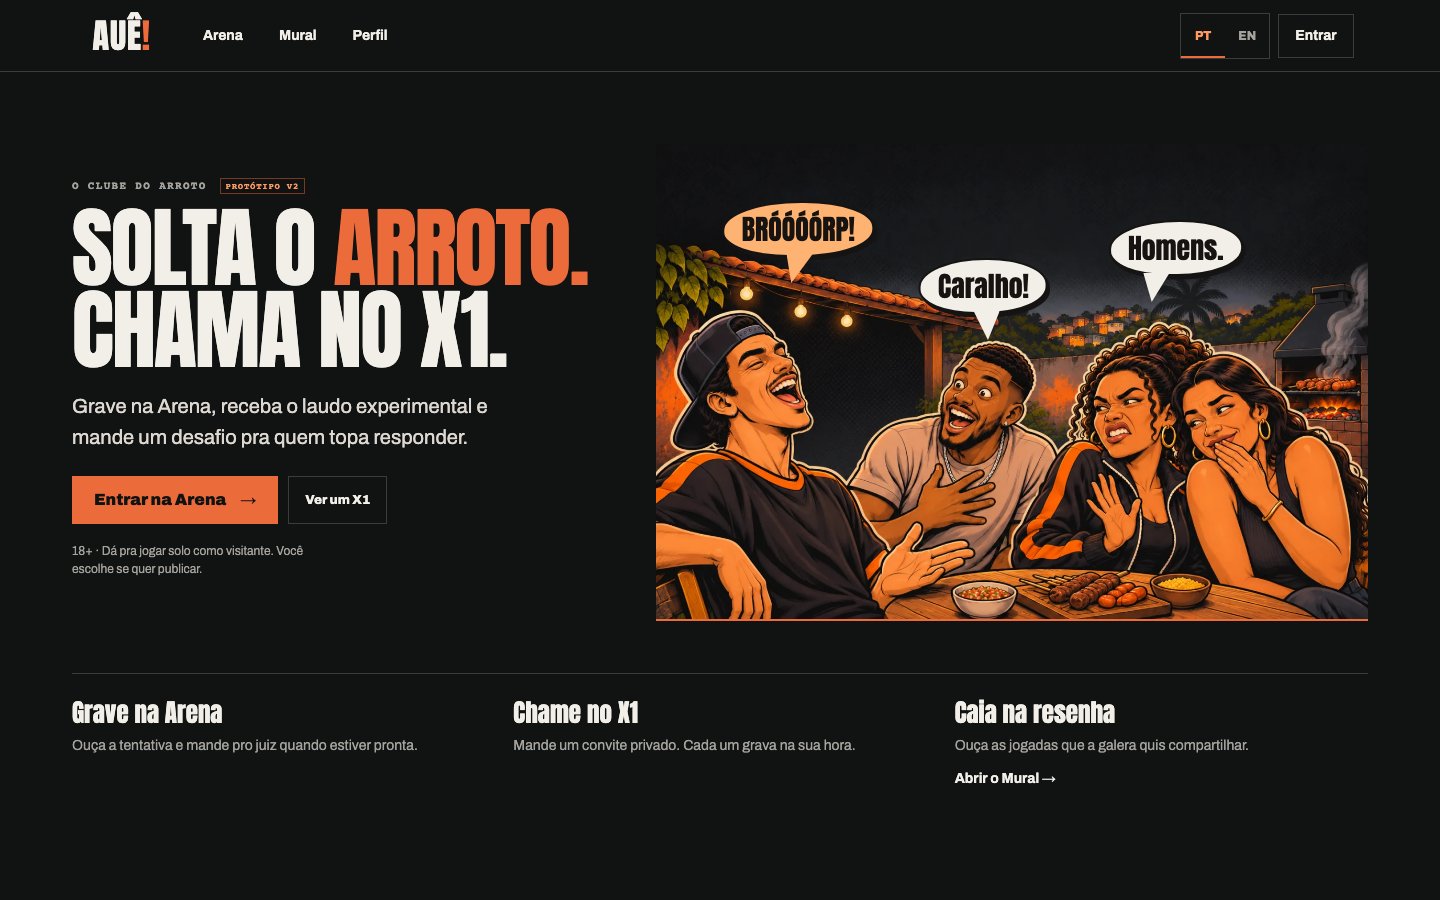 AUÊ!
Arena
Mural
Perfil
PT
EN
Entrar
O CLUBE DO ARROTO
PROTÓTIPO V2
SOLTA O ARROTO.
CHAMA NO X1.
Grave na Arena, receba o laudo experimental e
mande um desafio pra quem topa responder.
Entrar na Arena →
Ver um X1
18+ · Dá pra jogar solo como visitante. Você
escolhe se quer publicar.
BRÓÓÓÓRP!
Caralho!
Homens.
Grave na Arena
Ouça a tentativa e mande pro juiz quando estiver pronta.
Chame no X1
Mande um convite privado. Cada um grava na sua hora.
Caia na resenha
Ouça as jogadas que a galera quis compartilhar.
Abrir o Mural →